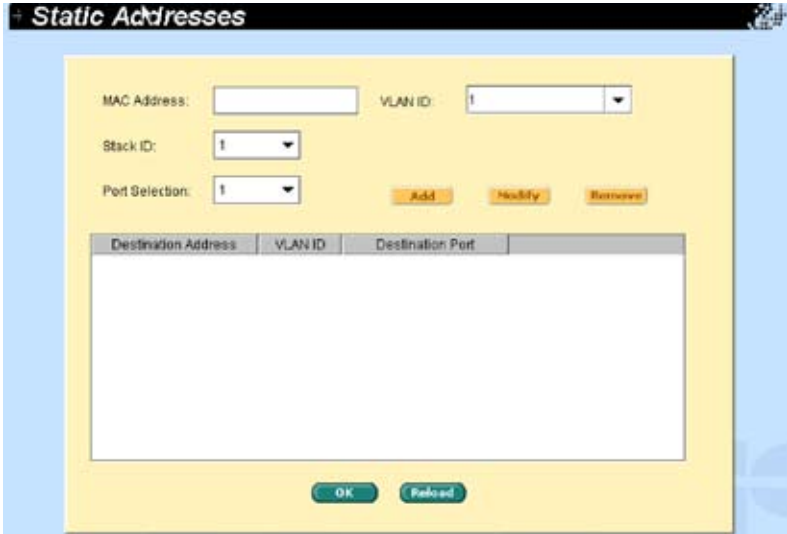 Static Addresses
MAC Address: VLAN ID: 1
Stack ID: 1
Port Selection: 1 Add Modify Remove
Destination Address VLAN ID Destination Port
OK Reload